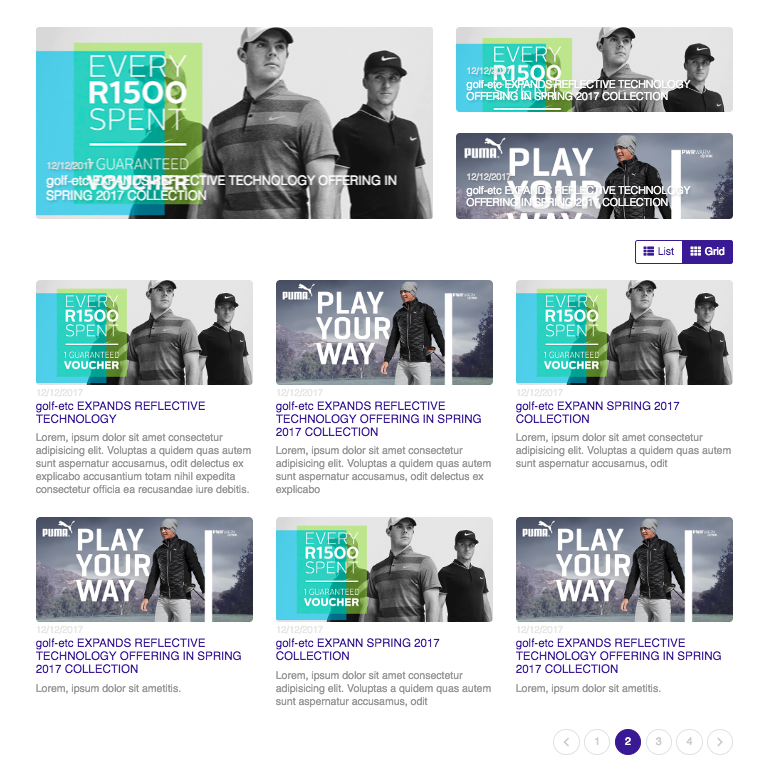 EVERY
R1500
SPENT
1 GUARANTEED
VOUCHER
12/12/2017
golf-etc EXPANDS REFLECTIVE TECHNOLOGY OFFERING IN
SPRING 2017 COLLECTION
EVERY
R1500
12/12/2017
golf-etc EXPANDS REFLECTIVE TECHNOLOGY
OFFERING IN SPRING 2017 COLLECTION
PUMA
PLAY
YOUR
WAY
PWRWARM
12/12/2017
golf-etc EXPANDS REFLECTIVE TECHNOLOGY
OFFERING IN SPRING 2017 COLLECTION
List
Grid
EVERY
R1500
SPENT
1 GUARANTEED
VOUCHER
12/12/2017
golf-etc EXPANDS REFLECTIVE
TECHNOLOGY
Lorem, ipsum dolor sit amet consectetur
adipisicing elit. Voluptas a quidem quas autem
sunt aspernatur accusamus, odit delectus ex
explicabo accusantium totam nihil expedita
consectetur officia ea recusandae iure debitis.
PUMA
PLAY
YOUR
WAY
PWRWARM
12/12/2017
golf-etc EXPANDS REFLECTIVE
TECHNOLOGY OFFERING IN SPRING
2017 COLLECTION
Lorem, ipsum dolor sit amet consectetur
adipisicing elit. Voluptas a quidem quas autem
sunt aspernatur accusamus, odit delectus ex
explicabo
EVERY
R1500
SPENT
1 GUARANTEED
VOUCHER
12/12/2017
golf-etc EXPANN SPRING 2017
COLLECTION
Lorem, ipsum dolor sit amet consectetur
adipisicing elit. Voluptas a quidem quas autem
sunt aspernatur accusamus, odit
PUMA
PLAY
YOUR
WAY
PWRWARM
12/12/2017
golf-etc EXPANDS REFLECTIVE
TECHNOLOGY OFFERING IN SPRING
2017 COLLECTION
Lorem, ipsum dolor sit ametitis.
EVERY
R1500
SPENT
1 GUARANTEED
VOUCHER
12/12/2017
golf-etc EXPANN SPRING 2017
COLLECTION
Lorem, ipsum dolor sit amet consectetur
adipisicing elit. Voluptas a quidem quas autem
sunt aspernatur accusamus, odit
PUMA
PLAY
YOUR
WAY
PWRWARM
12/12/2017
golf-etc EXPANDS REFLECTIVE
TECHNOLOGY OFFERING IN SPRING
2017 COLLECTION
Lorem, ipsum dolor sit ametitis.
1 2 3 4